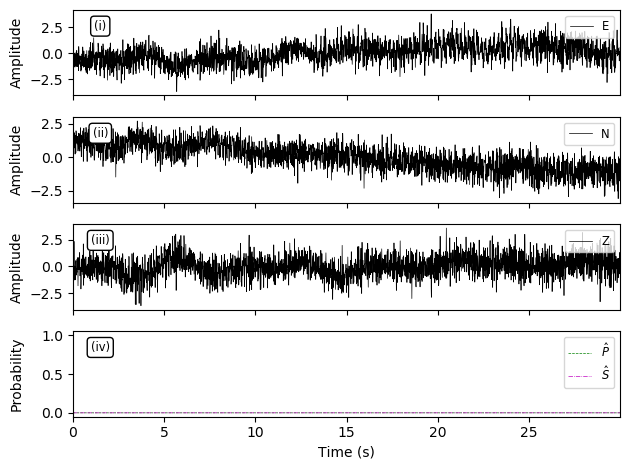 (i)
E
Amplitude
2.5
0.0
−2.5
(ii)
N
Amplitude
2.5
0.0
−2.5
(iii)
Z
Amplitude
2.5
0.0
−2.5
(iv)
P̂
Ŝ
Probability
1.0
0.5
0.0
0 5 10 15 20 25
Time (s)